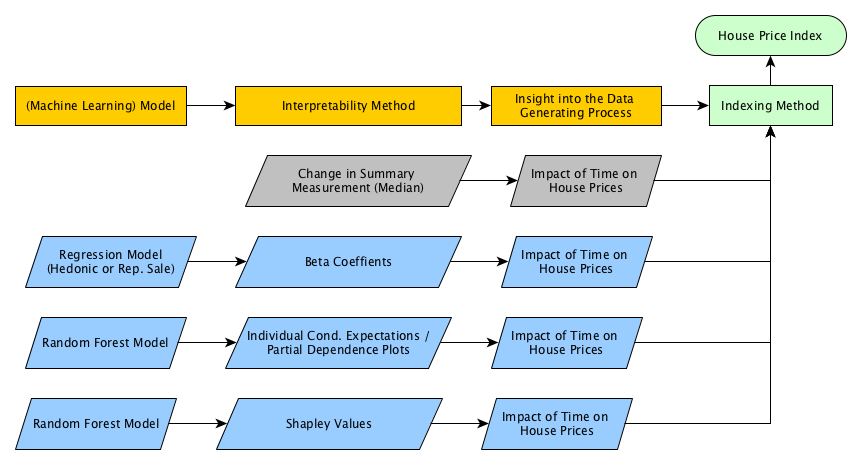 House Price Index
(Machine Learning) Model
Interpretability Method
Insight into the Data
Generating Process
Indexing Method
Change in Summary
Measurement (Median)
Impact of Time on
House Prices
Regression Model
(Hedonic or Rep. Sale)
Beta Coeffients
Impact of Time on
House Prices
Random Forest Model
Individual Cond. Expectations /
Partial Dependence Plots
Impact of Time on
House Prices
Random Forest Model
Shapley Values
Impact of Time on
House Prices